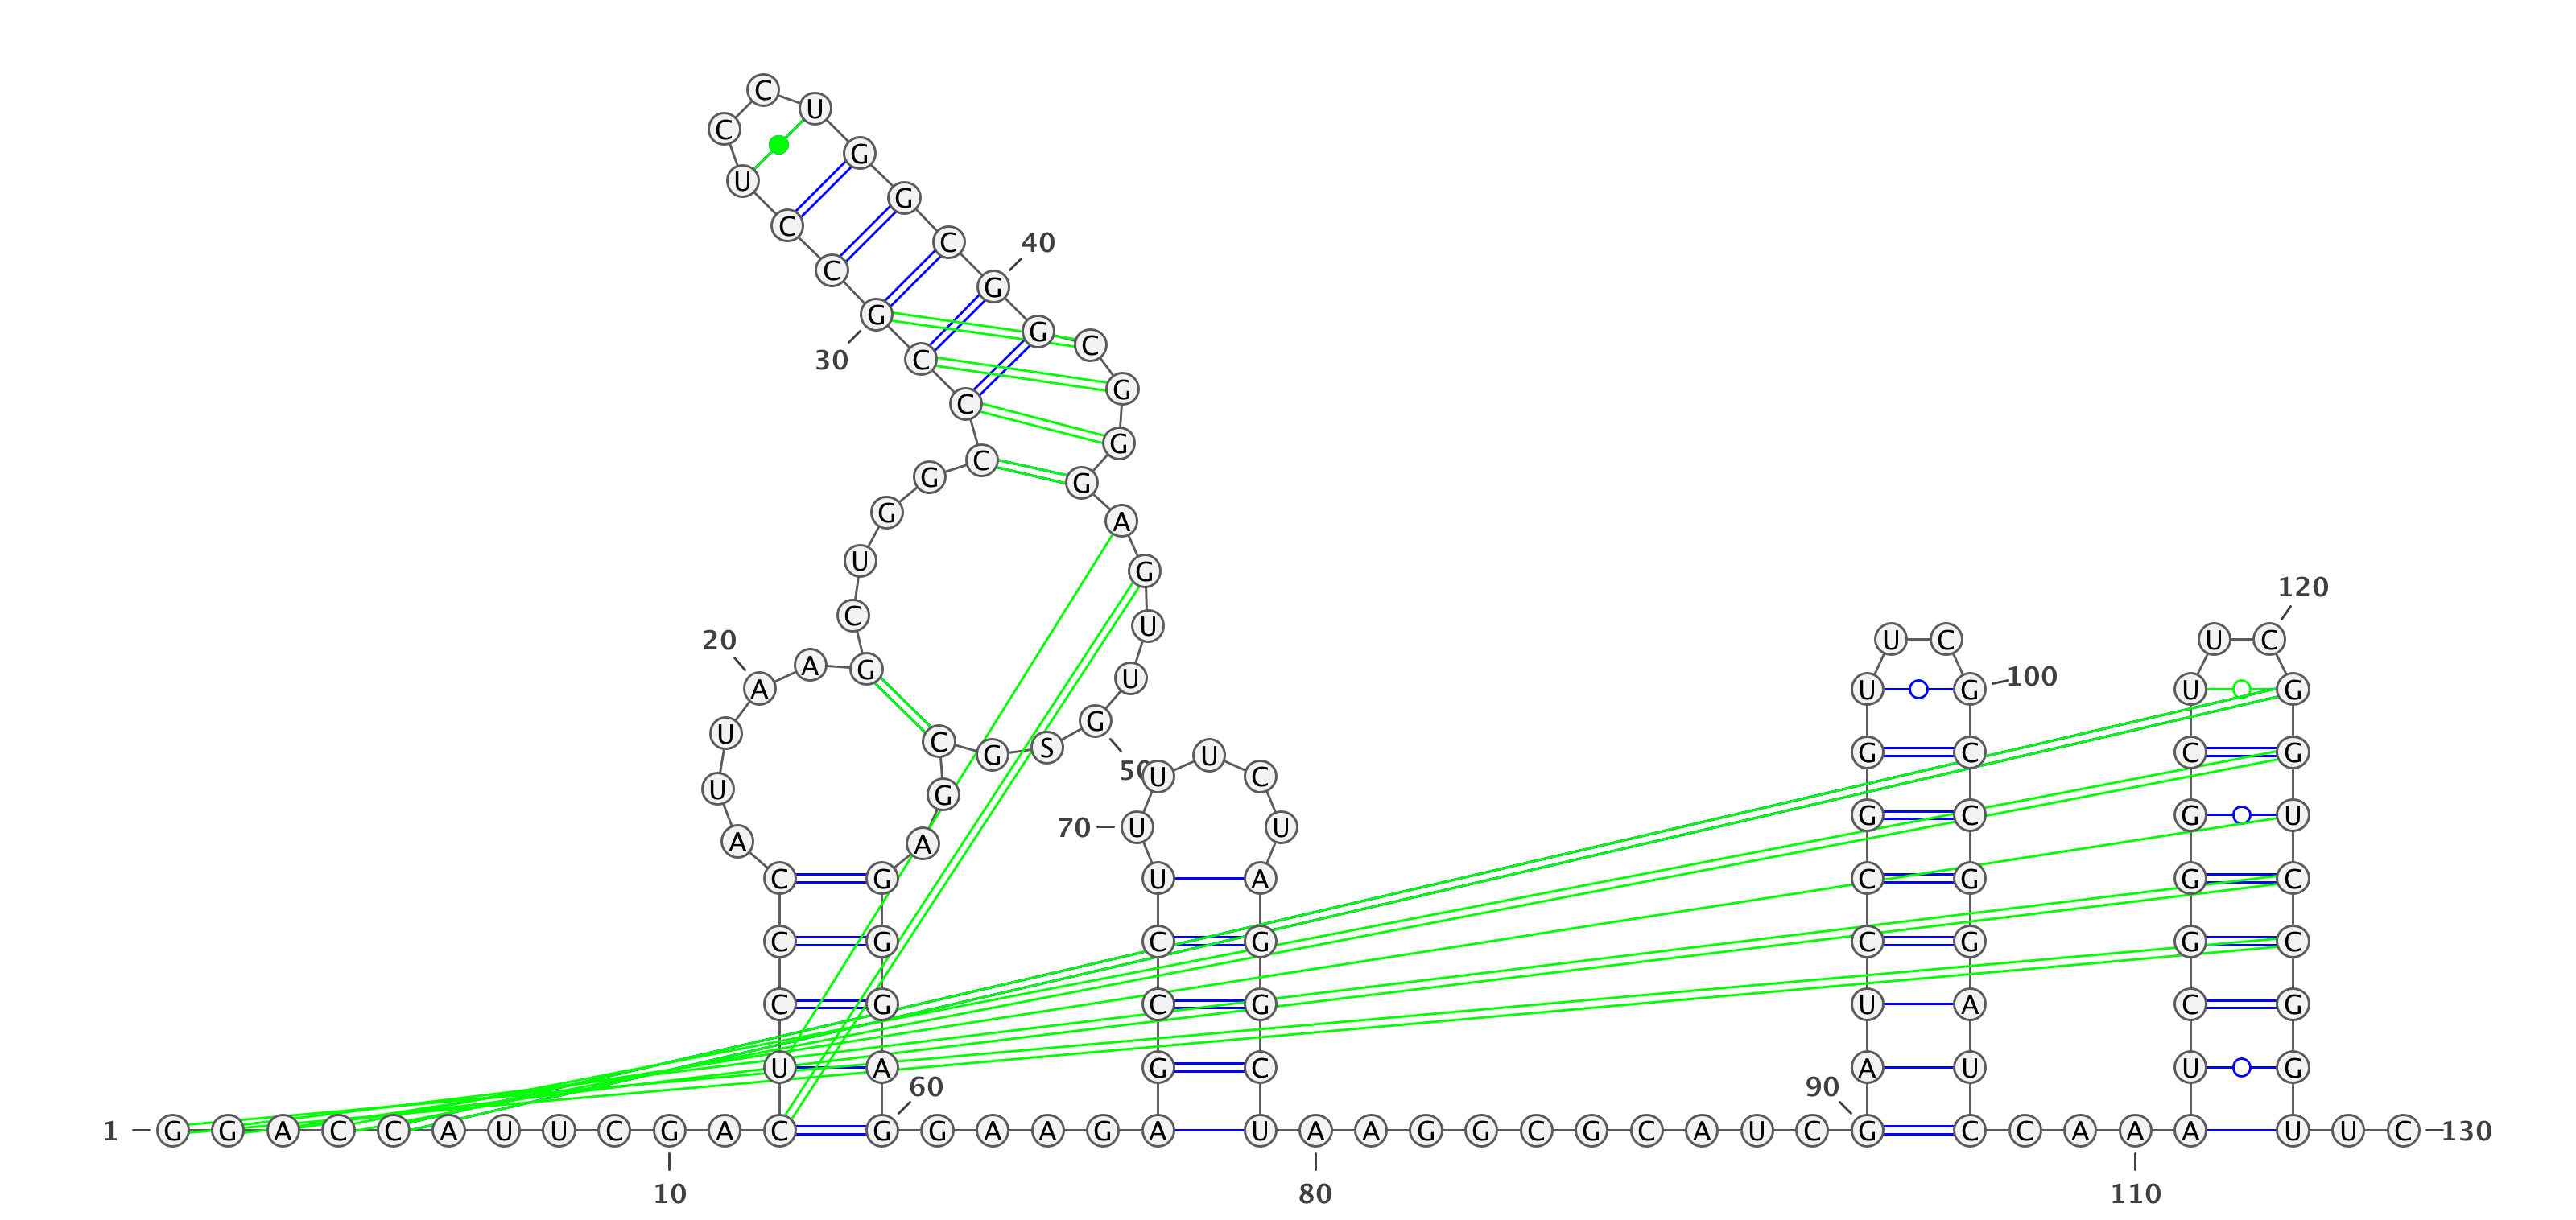 1 G G A C C A U U C G A
10
C U C C C
A U U A A G
20
C U G G C
C C G C C U
30
C C
U G G C G G
40
C G G G
A G U U G S G C
50
G A
G G G A G
60
G A A G
A G C C U
U U U C U
70
A G G C U
A A G G C G C A U C
80
G A U C C G G U
90
U C
G C C G G A U C
100
C A A
110
A U C G G G C U
U C
120
G G U C C G G U
U C 130